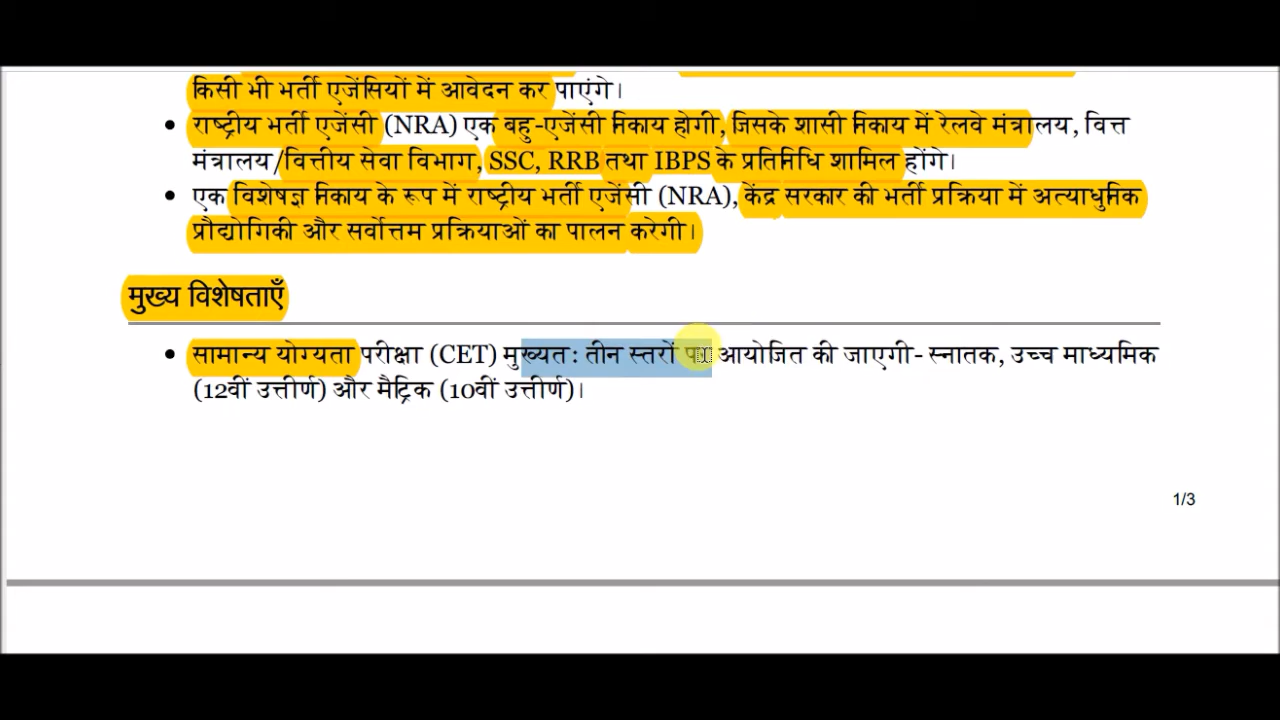 किसी भी भर्ती एजेंसियों में आवेदन कर पाएंगे।
• राष्ट्रीय भर्ती एजेंसी (NRA) एक बहु-एजेंसी निकाय होगी, जिसके शासी निकाय में रेलवे मंत्रालय, वित्त
मंत्रालय/वित्तीय सेवा विभाग, SSC, RRB तथा IBPS के प्रतिनिधि शामिल होंगे।
• एक विशेषज्ञ निकाय के रूप में राष्ट्रीय भर्ती एजेंसी (NRA), केंद्र सरकार की भर्ती प्रक्रिया में अत्याधुनिक
प्रौद्योगिकी और सर्वोत्तम प्रक्रियाओं का पालन करेगी।
मुख्य विशेषताएँ
• सामान्य योग्यता परीक्षा (CET) मुख्यत: तीन स्तरों पर आयोजित की जाएगी- स्नातक, उच्च माध्यमिक
(12वीं उत्तीर्ण) और मैट्रिक (10वीं उत्तीर्ण)।
1/3